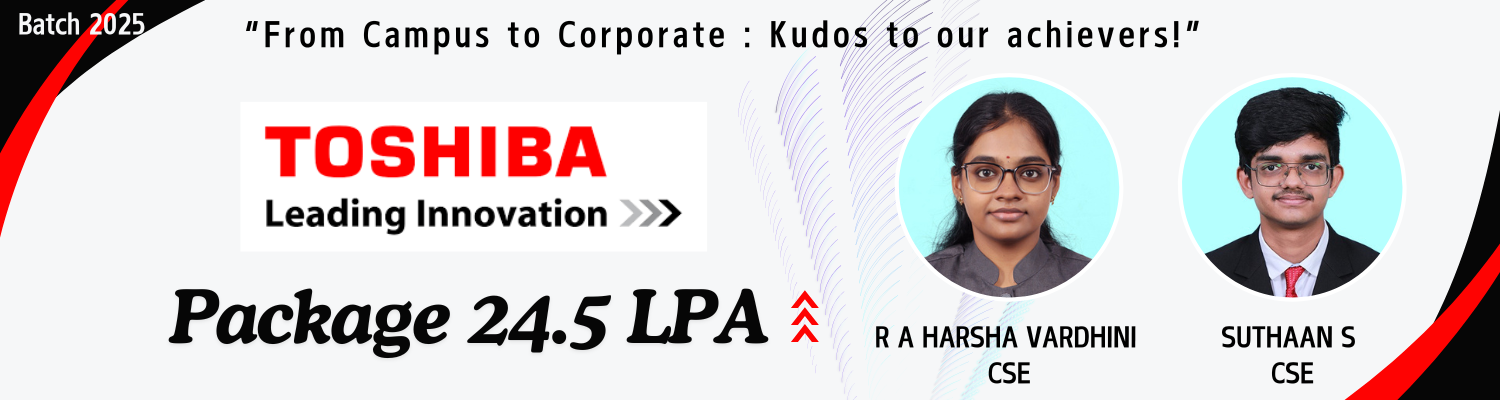 Batch 2025
“From Campus to Corporate : Kudos to our achievers!”
TOSHIBA
Leading Innovation
Package 24.5 LPA
R A HARSHA VARDHINI
CSE
SUTHAAN S
CSE